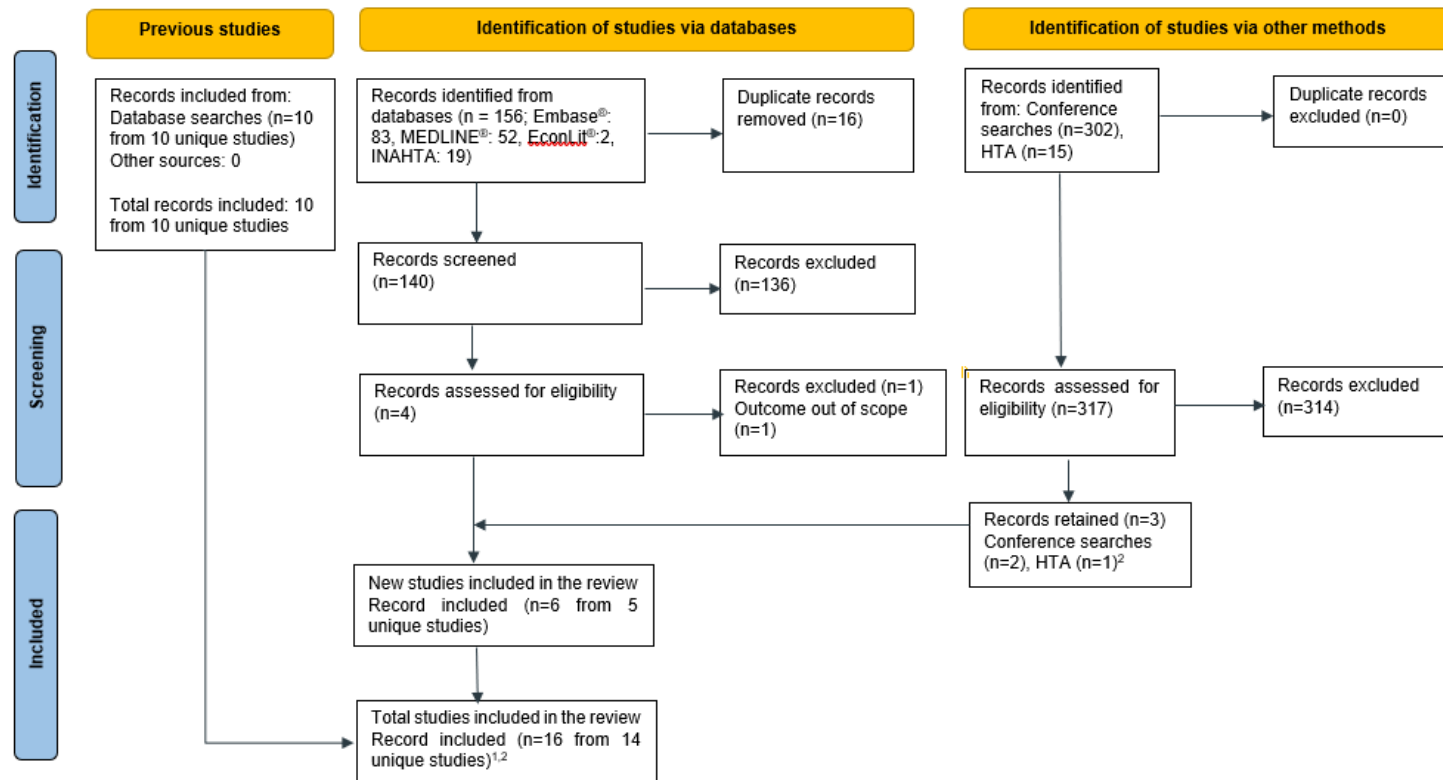 Previous studies
Identification of studies via databases
Identification of studies via other methods
Identification
Records included from:
Database searches (n=10
from 10 unique studies)
Other sources: 0
Total records included: 10
from 10 unique studies
Records identified from
databases (n = 156; Embase®:
83, MEDLINE®: 52, EconLit®:2,
INAHTA: 19)
Duplicate records
removed (n=16)
Records identified
from: Conference
searches (n=302),
HTA (n=15)
Duplicate records
excluded (n=0)
Screening
Records screened
(n=140)
Records excluded
(n=136)
Records assessed for eligibility
(n=4)
Records excluded (n=1)
Outcome out of scope
(n=1)
Records assessed for
eligibility (n=317)
Records excluded
(n=314)
Included
Records retained (n=3)
Conference searches
(n=2), HTA (n=1)²
New studies included in the review
Record included (n=6 from 5
unique studies)
Total studies included in the review
Record included (n=16 from 14
unique studies)¹,²